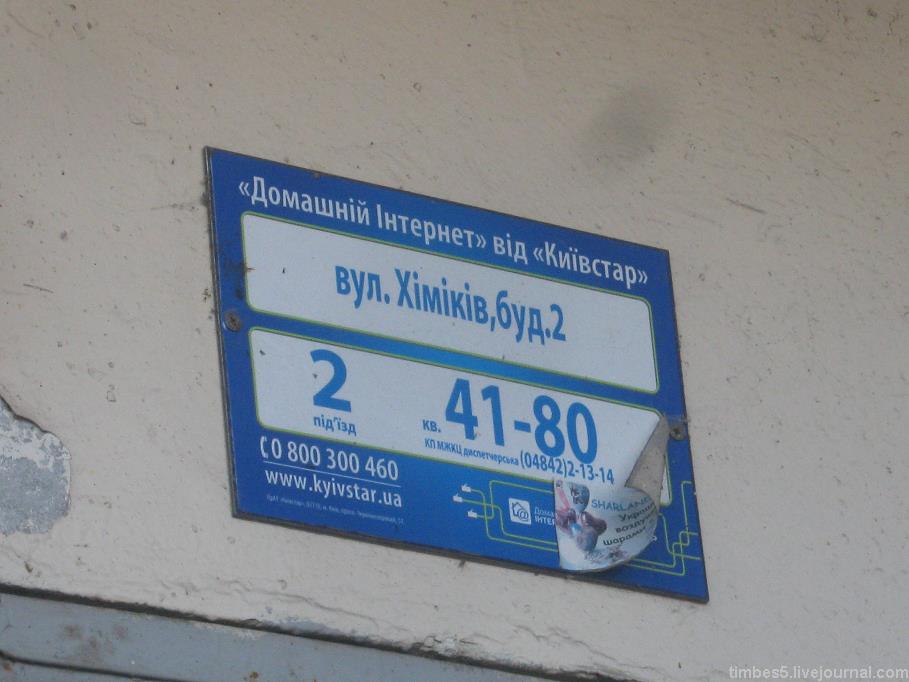 «Домашній Інтернет» від «Київстар»
вул. Хіміків,буд.2
2
під'їзд
кв. 41-80
КП МЖКЦ диспетчерська (04842)2-13-14
0 800 300 460
www.kyivstar.ua
SHARLAND
timbes5.livejournal.com